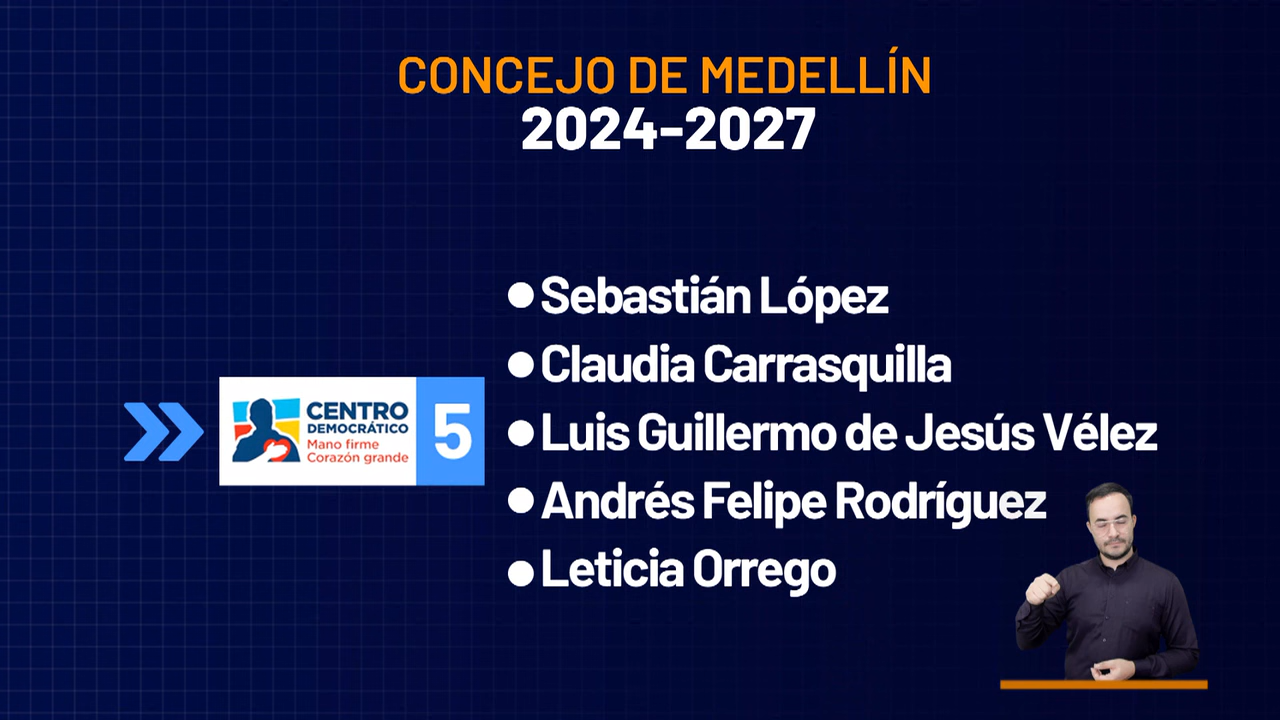 CONCEJO DE MEDELLÍN
2024-2027
Sebastián López
Claudia Carrasquilla
Luis Guillermo de Jesús Vélez
Andrés Felipe Rodríguez
Leticia Orrego
CENTRO
DEMOCRÁTICO
Mano firme
Corazón grande
5